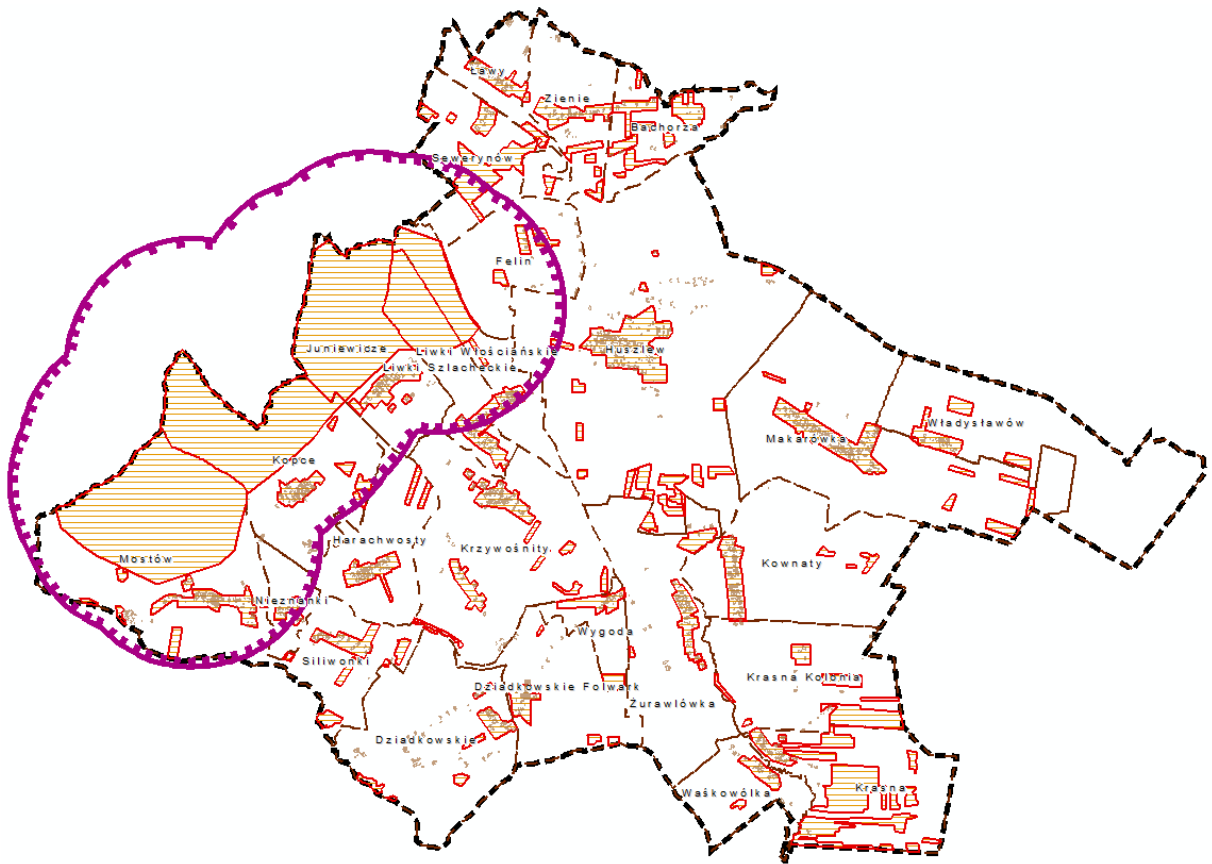 Ławy
Zienie
Bachorza
Sewerynów
Felin
Juniewicze
Liwki Włościańskie
Huszlew
Liwki Szlacheckie
Makarówka
Władysławów
Kopce
Mostów
Harachwosty
Krzywośnity
Kownaty
Nieznanki
Wygoda
Siliwonki
Krasna Kolonia
Dziadkowskie Folwark
Żurawlówka
Dziadkowskie
Waśkowólka
Krasna